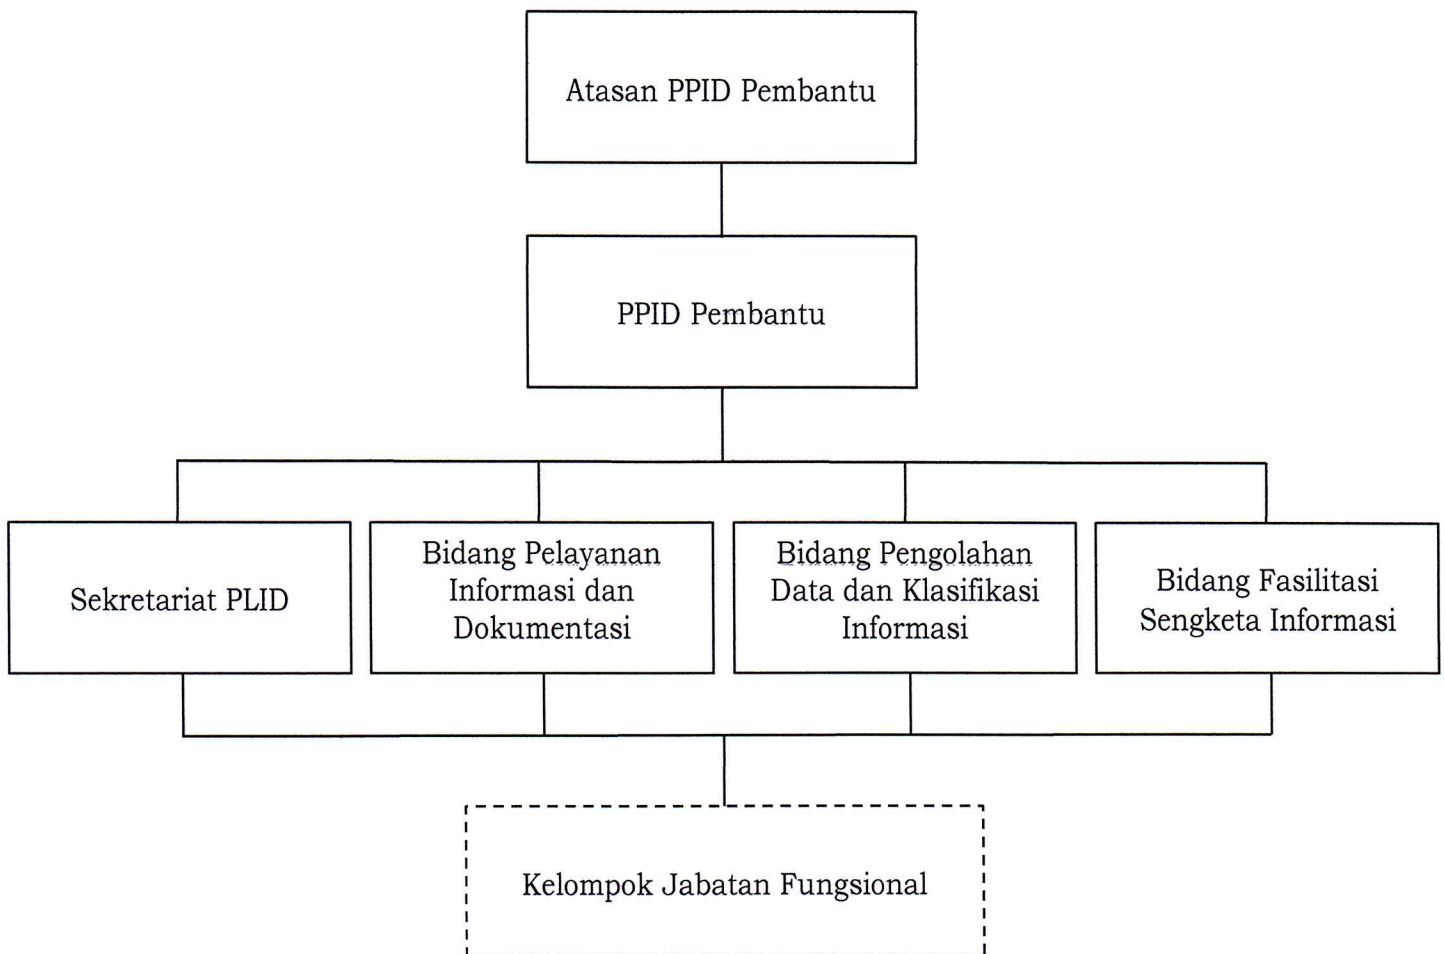 Atasan PPID Pembantu
PPID Pembantu
Sekretariat PLID
Bidang Pelayanan
Informasi dan
Dokumentasi
Bidang Pengolahan
Data dan Klasifikasi
Informasi
Bidang Fasilitasi
Sengketa Informasi
Kelompok Jabatan Fungsional